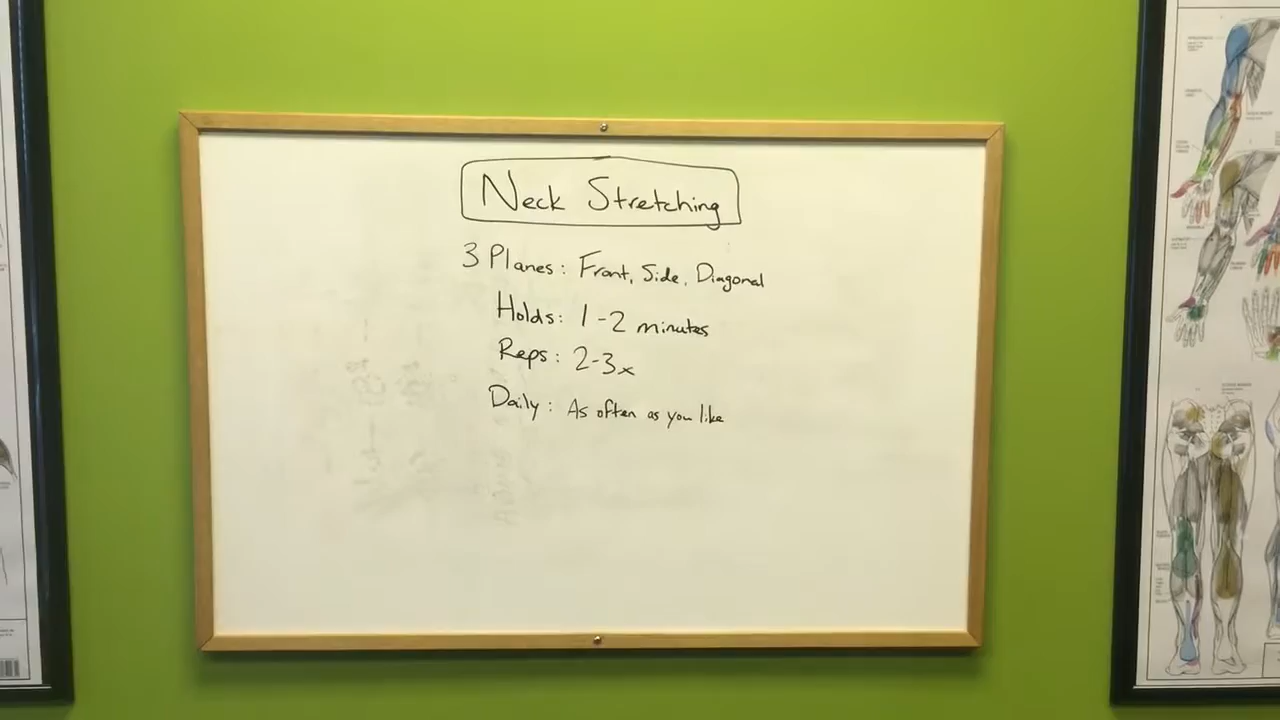 Neck Stretching
3 Planes: Front, Side, Diagonal
Holds: 1-2 minutes
Reps: 2-3x
Daily: As often as you like